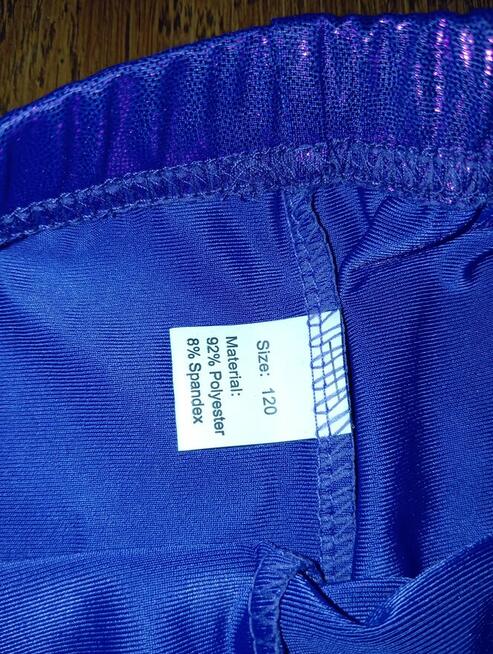 Size: 120
Material:
92% Polyester
8% Spandex